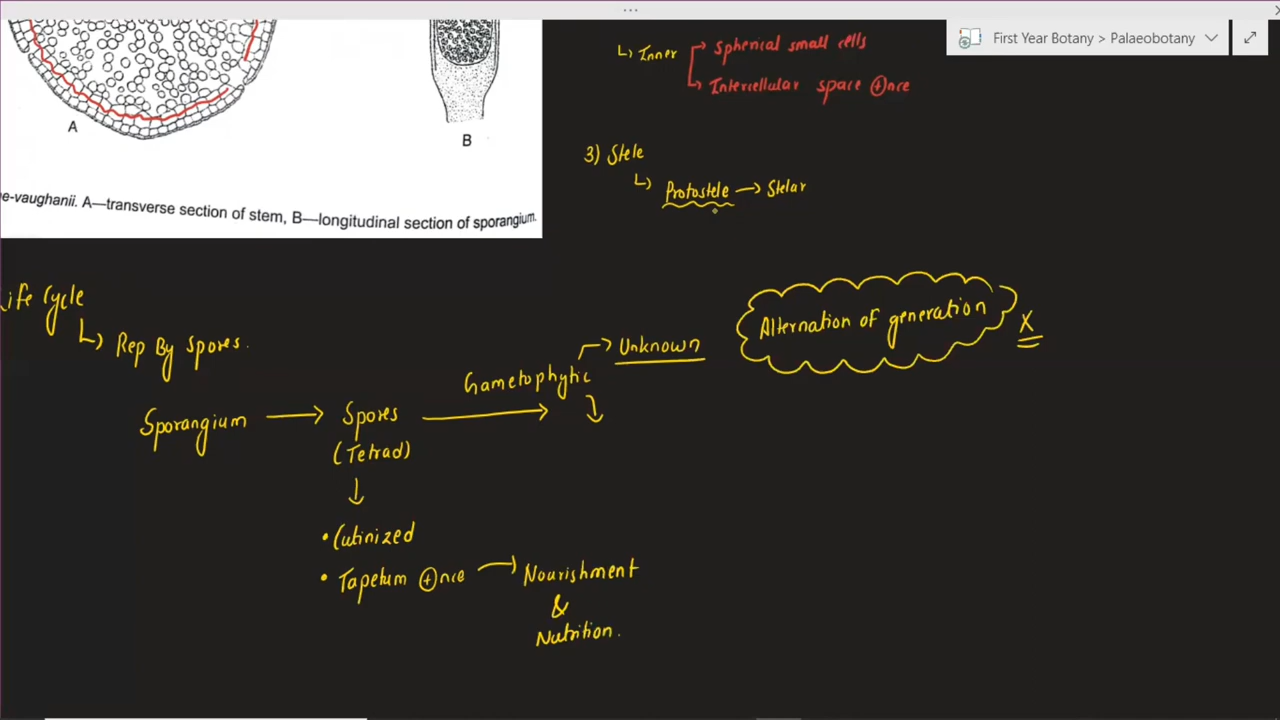 First Year Botany > Palaeobotany
Inner
Spherical small cells
Intercellular space +nce
A
B
3) Stele
Protostele → Stelar
e-vaughanii. A—transverse section of stem, B—longitudinal section of sporangium.
ife Cycle
Rep By Spores.
Alternation of generation X
Unknown
Gametophytic
Sporangium → Spores →
(Tetrad)
• Cutinized
• Tapetum +nce → Nourishment
&
Nutrition.